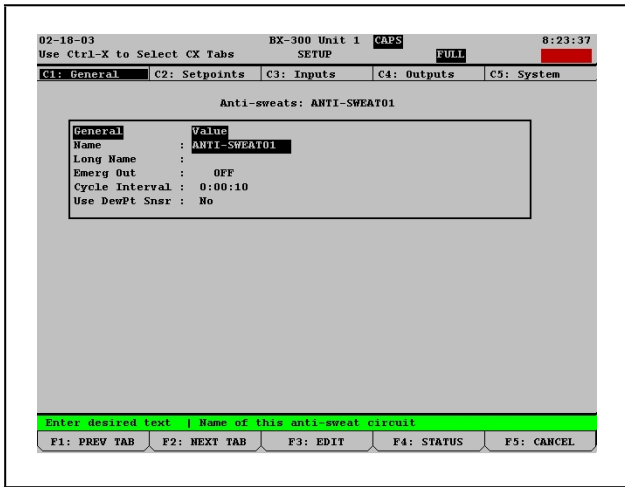 02-18-03 BX-300 Unit 1 CAPS 8:23:37
Use Ctrl-X to Select CX Tabs SETUP FULL
C1: General C2: Setpoints C3: Inputs C4: Outputs C5: System
Anti-sweats: ANTI-SWEAT01
General Value
Name : ANTI-SWEAT01
Long Name :
Emerg Out : OFF
Cycle Interval : 0:00:10
Use DewPt Snsr : No
Enter desired text | Name of this anti-sweat circuit
F1: PREV TAB F2: NEXT TAB F3: EDIT F4: STATUS F5: CANCEL